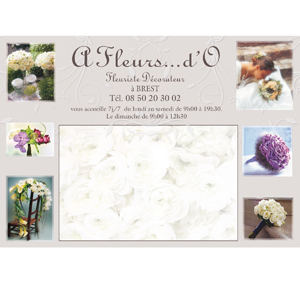 A Fleurs...d'O
Fleuriste Décorateur
à BREST
Tél. 08 50 20 30 02
vous accueille 7j/7 du lundi au samedi de 9h00 à 19h30.
Le dimanche de 9h00 à 12h30